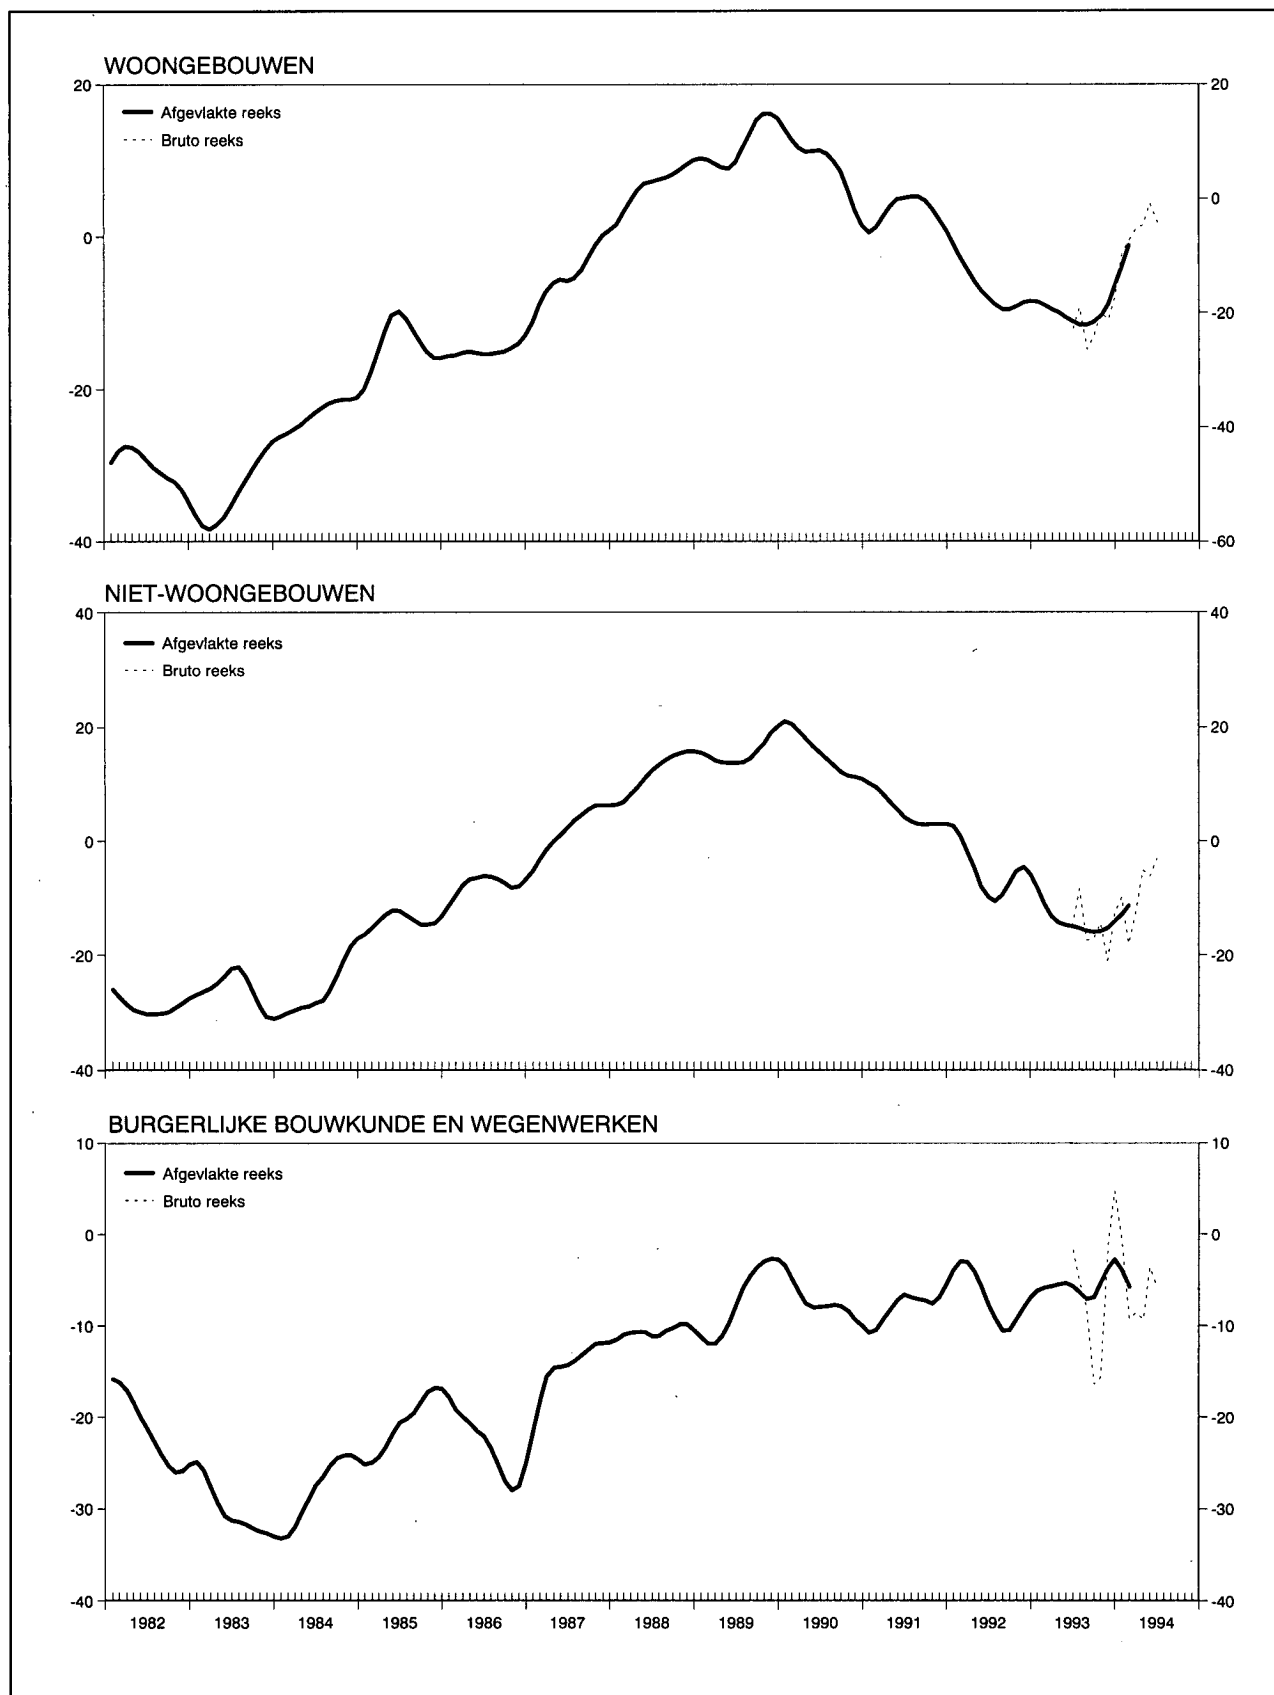 WOONGEBOUWEN
20 20
Afgevlakte reeks
Bruto reeks
0 0
-20 -20
-40
-40 -60
NIET-WOONGEBOUWEN
40 40
Afgevlakte reeks
Bruto reeks
20 20
0 0
-20 -20
-40 -40
BURGERLIJKE BOUWKUNDE EN WEGENWERKEN
10 10
Afgevlakte reeks
Bruto reeks
0 0
-10 -10
-20 -20
-30 -30
-40 -40
1982 1983 1984 1985 1986 1987 1988 1989 1990 1991 1992 1993 1994